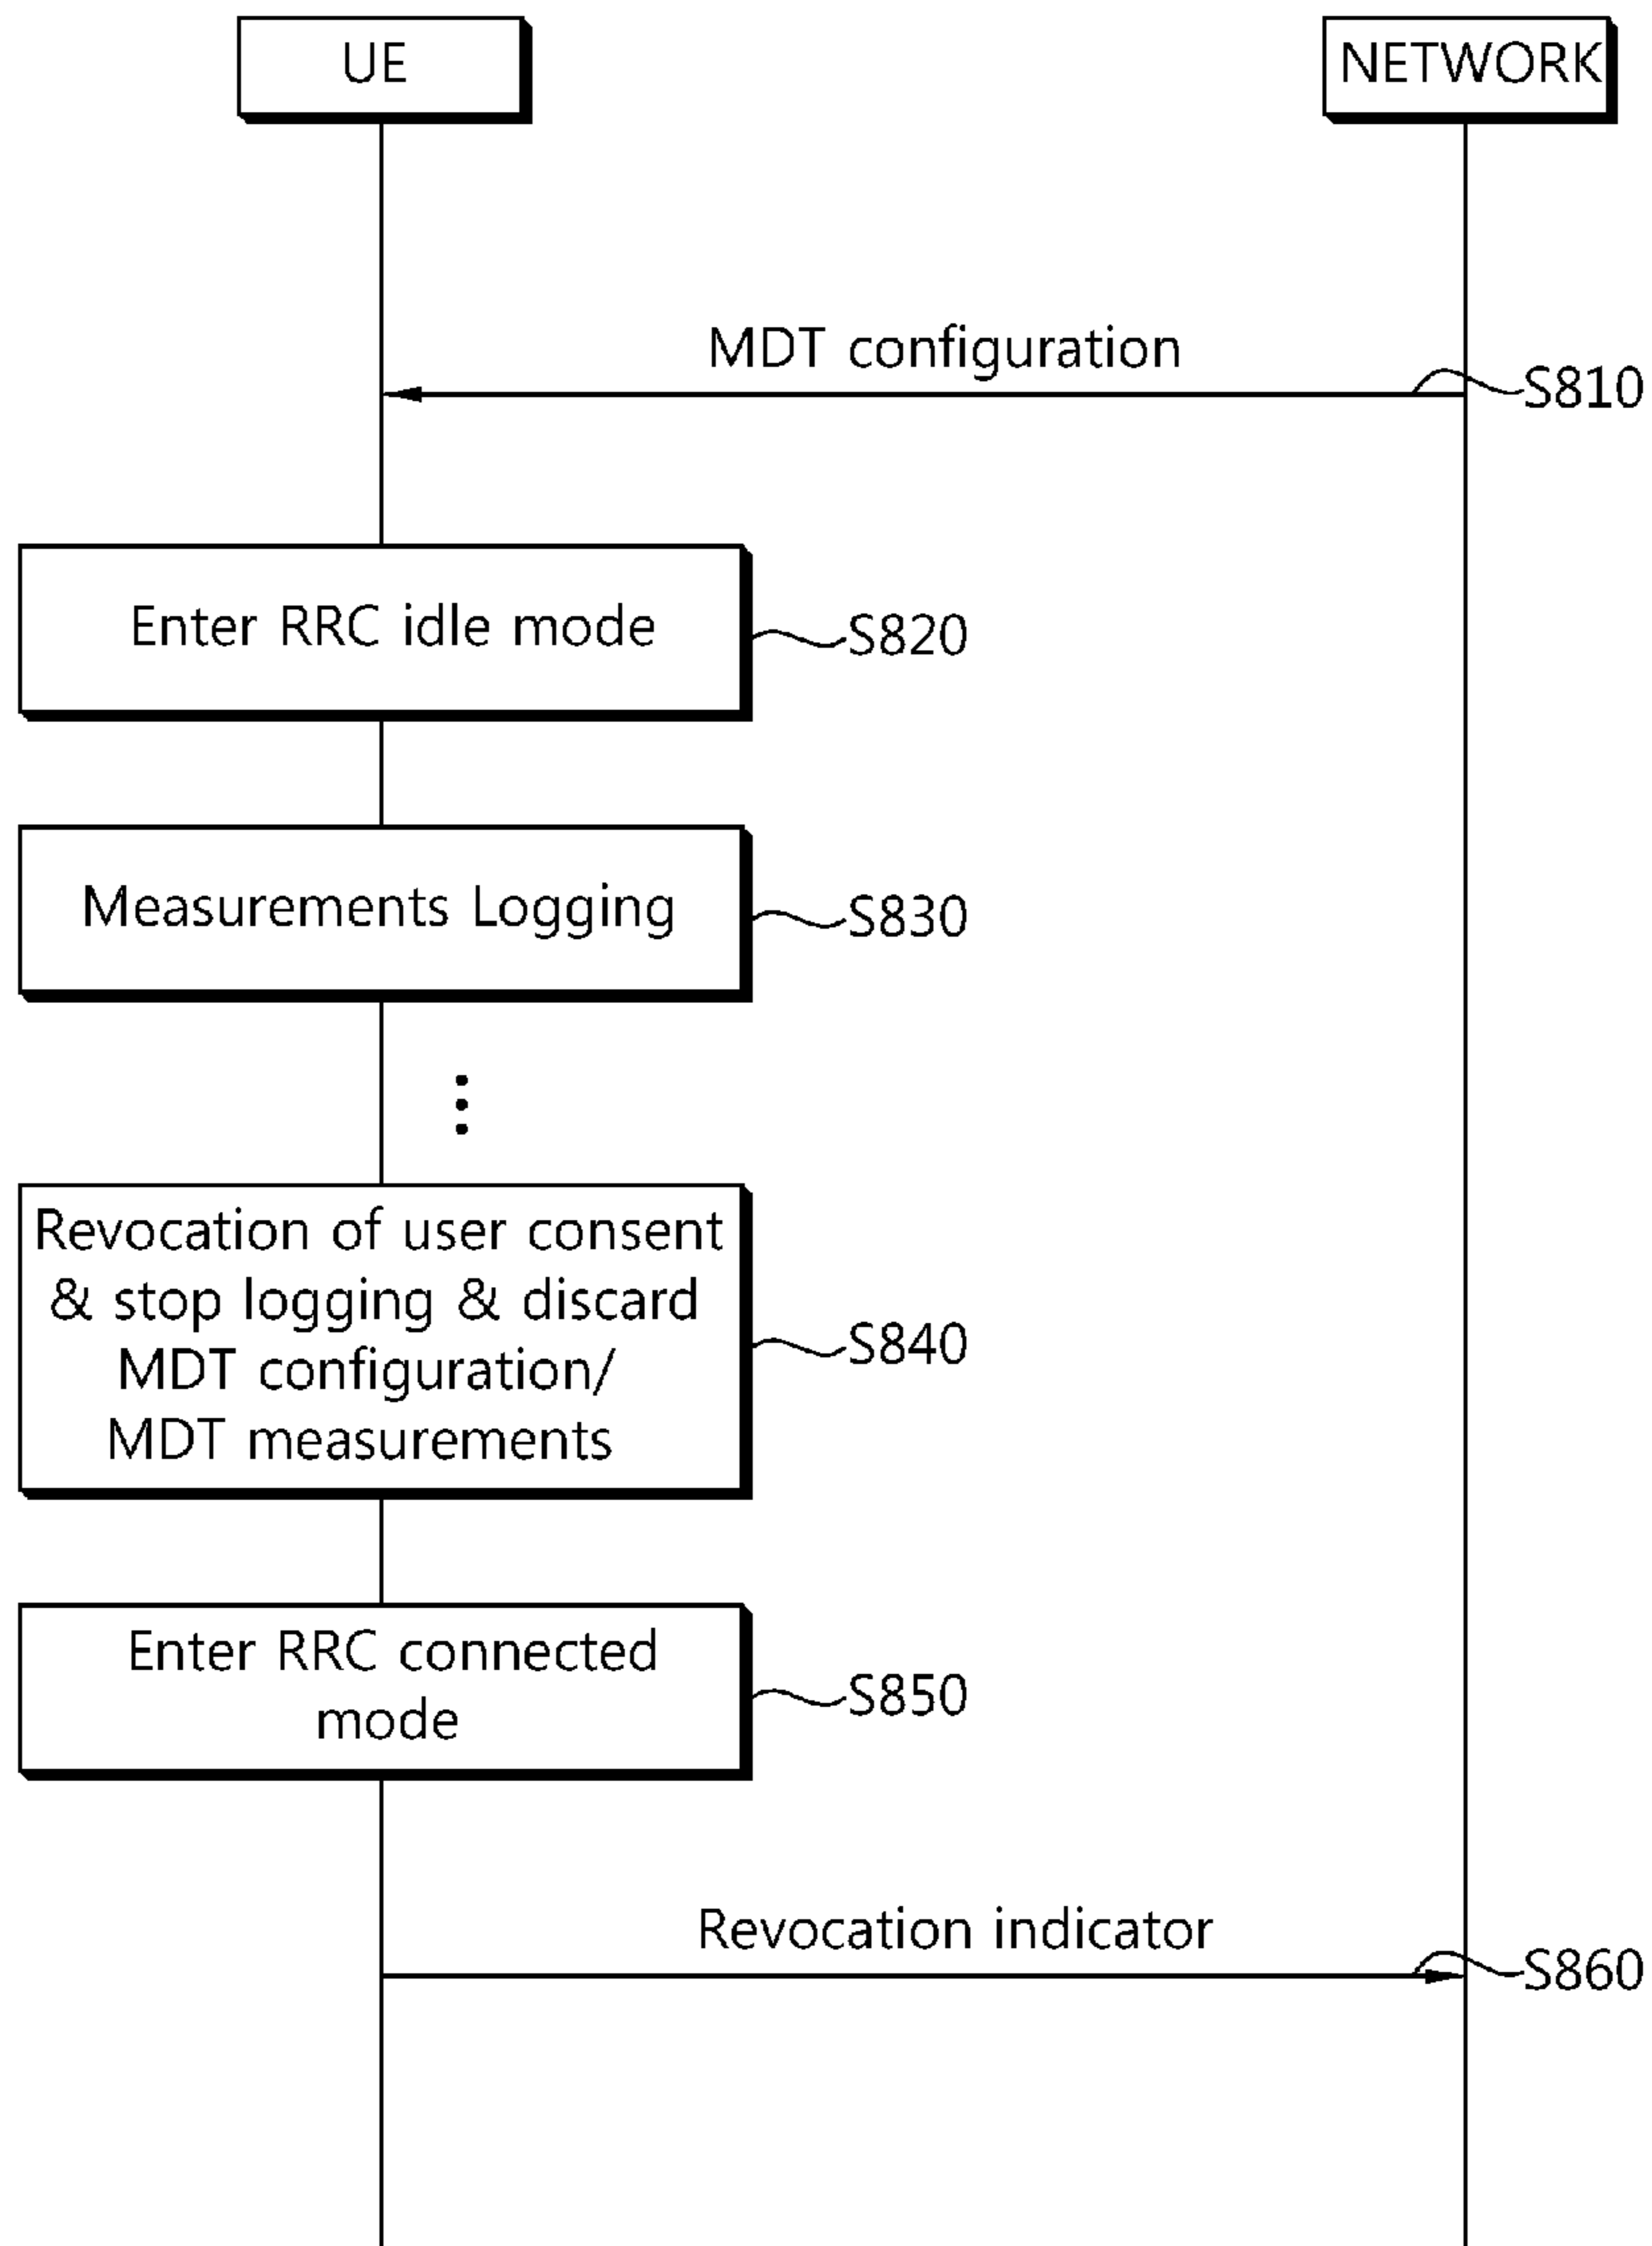 UE
NETWORK
MDT configuration
S810
Enter RRC idle mode
S820
Measurements Logging
S830
Revocation of user consent
& stop logging & discard
MDT configuration/
MDT measurements
S840
Enter RRC connected
mode
S850
Revocation indicator
S860